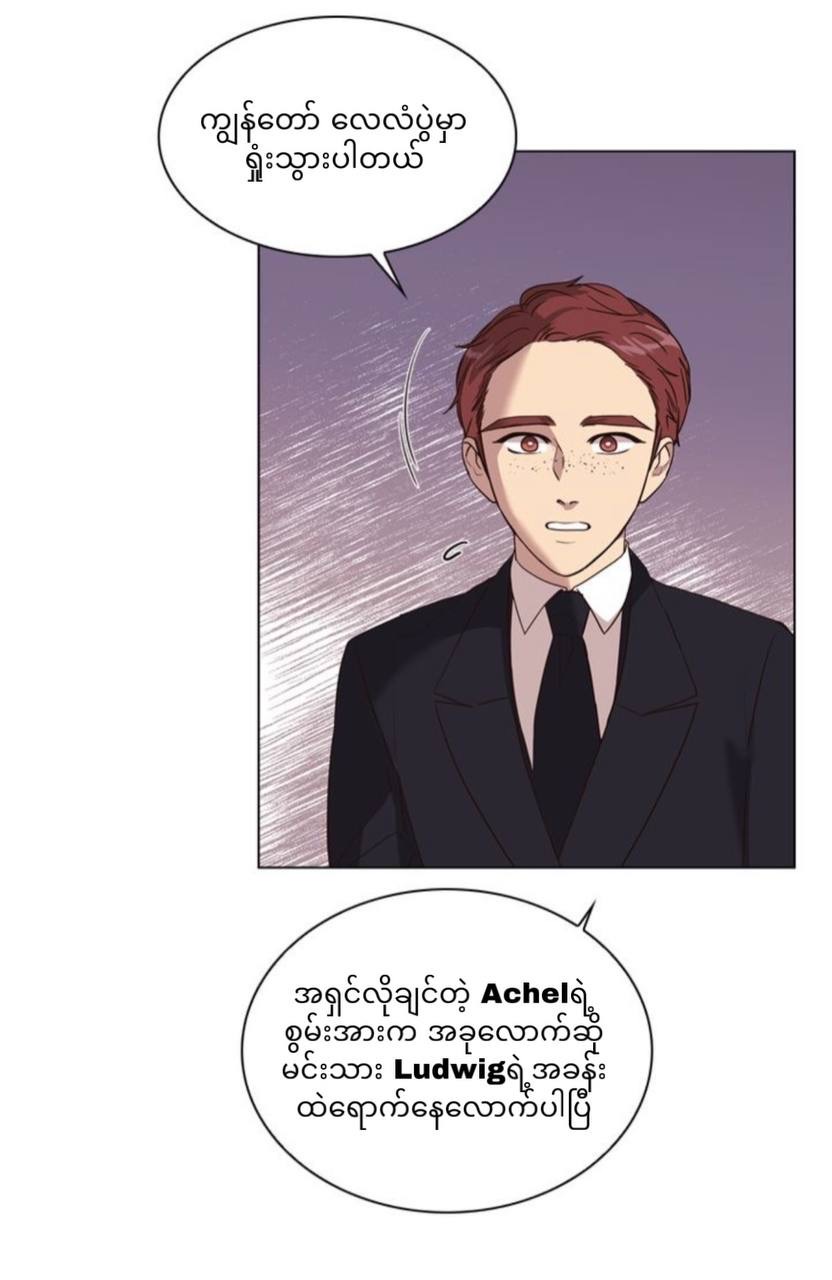 ကျွန်တော် လေလံပွဲမှာ
ရှုံးသွားပါတယ်
အရှင်လိုချင်တဲ့ Achelရဲ့
စွမ်းအားက အခုလောက်ဆို
မင်းသား Ludwigရဲ့အခန်း
ထဲရောက်နေလောက်ပါပြီ